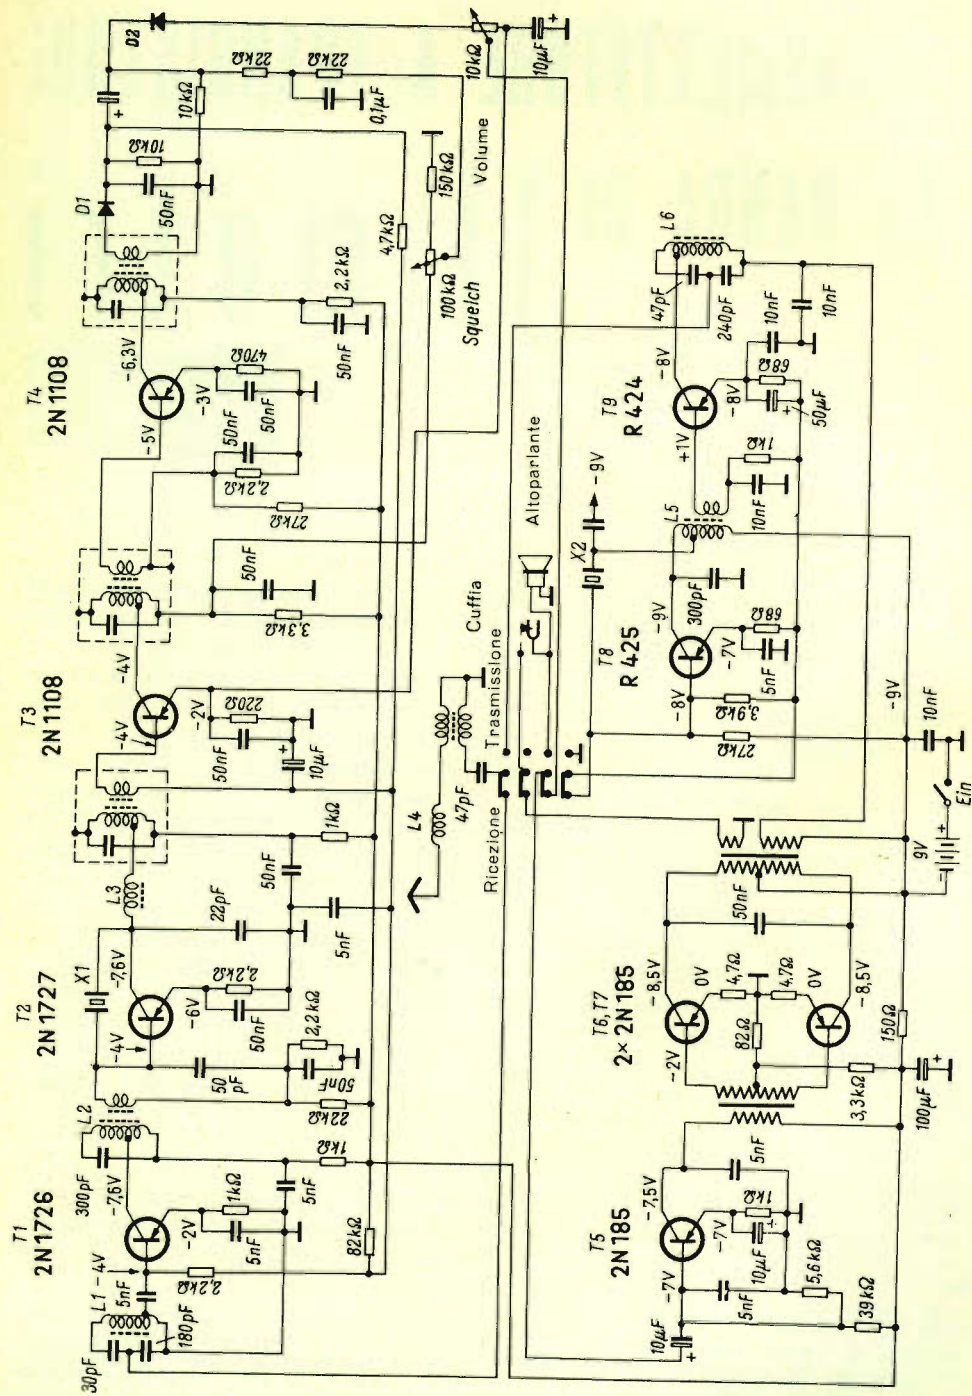 T1
2N1726
T2
2N1727
T3
2N1108
T4
2N1108
30pF
180pF
L1
-4V
5nF
2,2kΩ
-2V
5nF
1kΩ
-7,6V
300pF
L2
5nF
1kΩ
82kΩ
22kΩ
50nF
2,2kΩ
50
pF
-4V
X1
-7,6V
-6V
50nF
2,2kΩ
22pF
L3
5nF
50nF
1kΩ
-4V
-4V
-2V
50nF
220Ω
10µF
+
3,3kΩ
50nF
27kΩ
2,2kΩ
50nF
-5V
-6,3V
-3V
50nF
470Ω
50nF
2,2kΩ
D1
50nF
10kΩ
+
10kΩ
4,7kΩ
D2
22kΩ
22kΩ
0,1µF
150kΩ
100kΩ
Squelch
10kΩ
Volume
10µF
+
L4
47pF
Ricezione
Trasmissione
Cuffia
Altoparlante
T5
2N185
T6, T7
2× 2N185
T8
R 425
T9
R 424
10µF
+
-7V
5nF
5,6kΩ
39kΩ
-7V
10µF
+
1kΩ
-7,5V
5nF
3,3kΩ
100µF
+
150Ω
-2V
82Ω
-8,5V
0V
4,7Ω
4,7Ω
0V
-8,5V
50nF
9V
-
+
Ein
10nF
-9V
27kΩ
3,9kΩ
-8V
-7V
5nF
68Ω
-9V
300pF
X2
-9V
L5
10nF
1kΩ
+1V
-8V
-8V
68Ω
50µF
+
10nF
10nF
47pF
240pF
L6